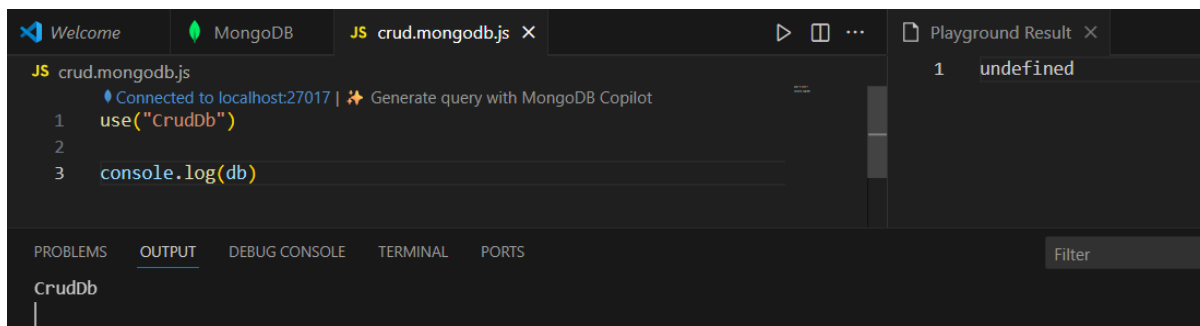 Welcome
MongoDB
JS crud.mongodb.js
Playground Result
JS crud.mongodb.js
Connected to localhost:27017 | Generate query with MongoDB Copilot
1 use("CrudDb")
2
3 console.log(db)
1 undefined
PROBLEMS OUTPUT DEBUG CONSOLE TERMINAL PORTS
Filter
CrudDb